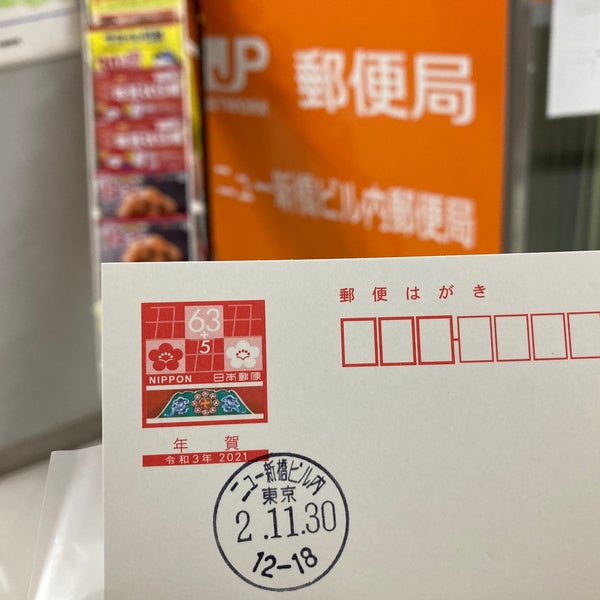 JP
NETWORK
郵便局
ニュー新橋ビル内郵便局
郵便はがき
63
+
5
NIPPON 日本郵便
年賀
令和3年 2021
ニュー新橋ビル内
東京
2.11.30
12-18